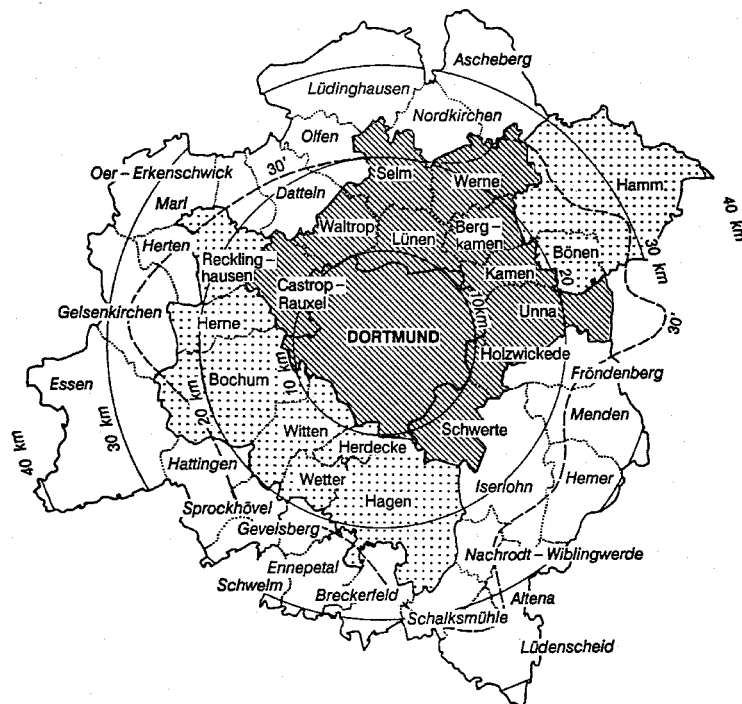 Ascheberg
Lüdinghausen
Nordkirchen
Olfen
Oer – Erkenschwick
30'
Selm
Werne
Hamm
40 km
Datteln
Marl
Waltrop
Berg-
kamen
Lünen
Herten
Reckling-
hausen
Bönen
30 km
Kamen
20
Castrop –
Rauxel
10 km
Gelsenkirchen
Unna
30'
Herne
DORTMUND
Holzwickede
Essen
Bochum
10 km
20 km
Fröndenberg
Menden
30 km
40 km
Witten
Schwerte
Herdecke
Hattingen
Wetter
Iserlohn
Hemer
Hagen
Sprockhövel
Gevelsberg
Nachrodt – Wiblingwerde
Ennepetal
Schwelm
Breckerfeld
Altena
Schalksmühle
Lüdenscheid